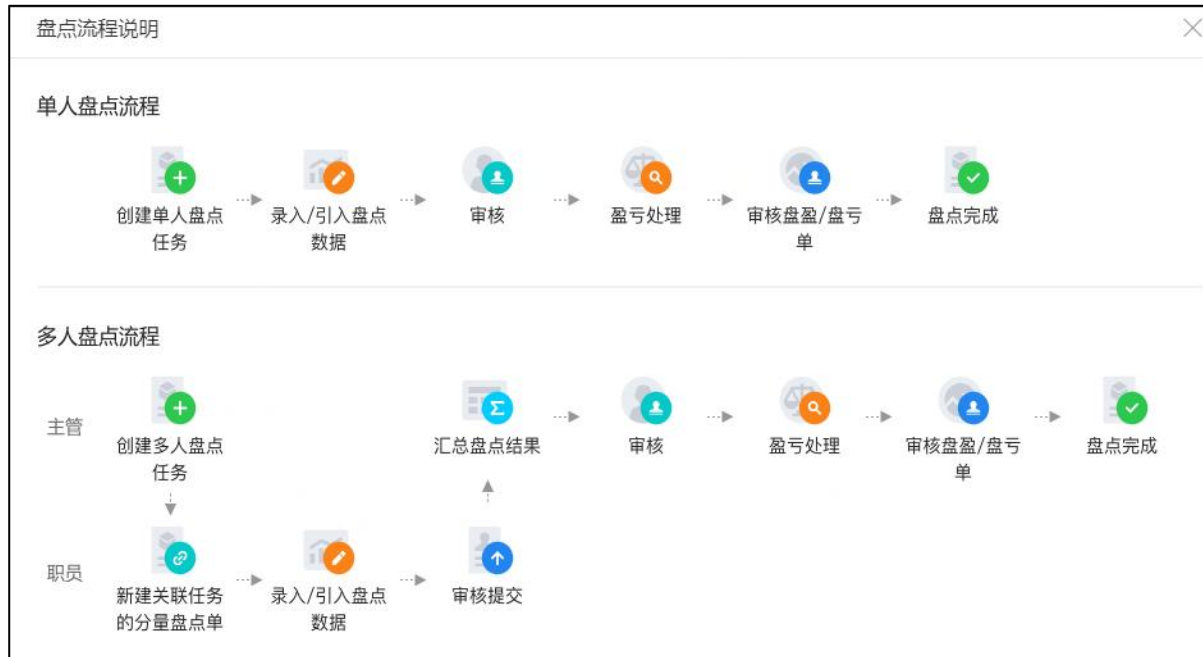 盘点流程说明
单人盘点流程
创建单人盘点
任务
录入/引入盘点
数据
审核
盈亏处理
审核盘盈/盘亏
单
盘点完成
多人盘点流程
主管
创建多人盘点
任务
汇总盘点结果
审核
盈亏处理
审核盘盈/盘亏
单
盘点完成
职员
新建关联任务
的分量盘点单
录入/引入盘点
数据
审核提交